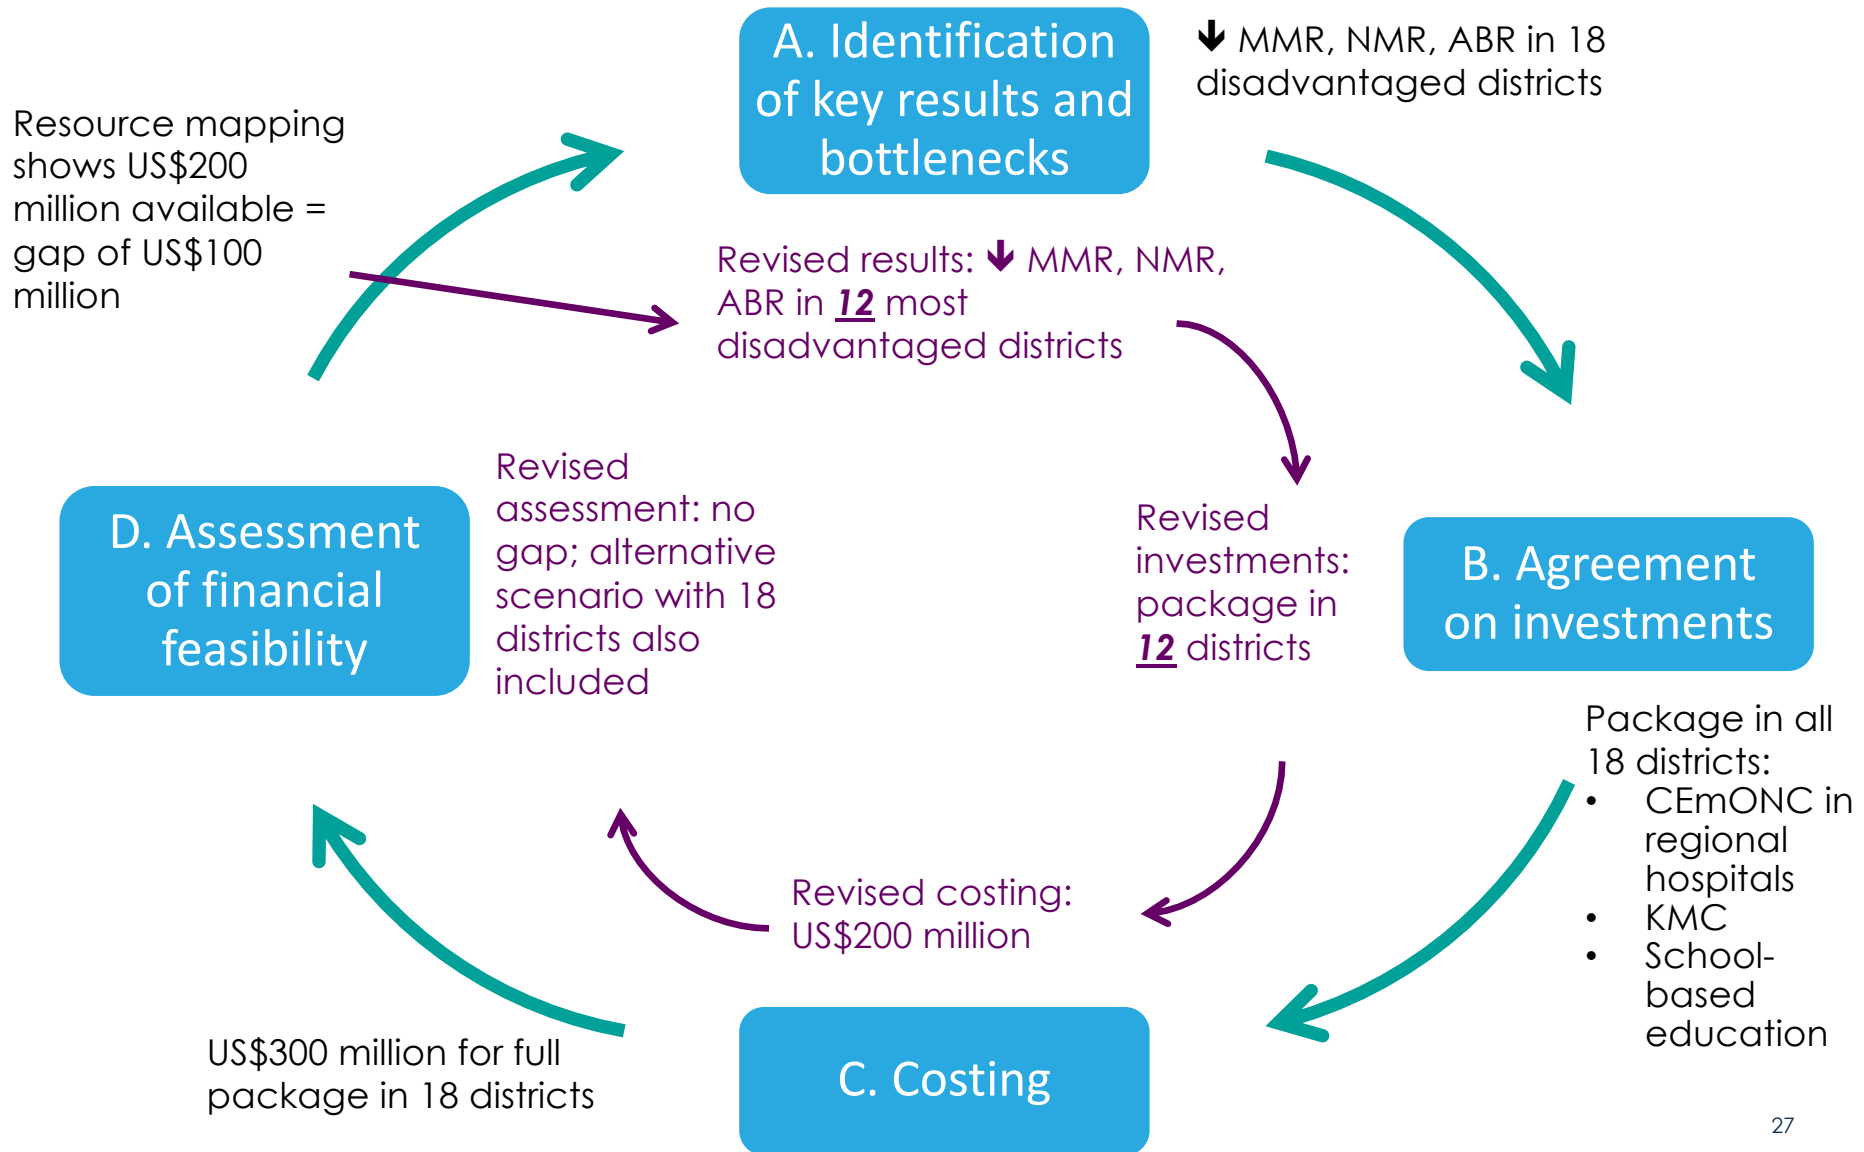 A. Identification
of key results and
bottlenecks
🡻 MMR, NMR, ABR in 18
disadvantaged districts
Resource mapping
shows US$200
million available =
gap of US$100
million
Revised results: 🡻 MMR, NMR,
ABR in 12 most
disadvantaged districts
Revised
assessment: no
gap; alternative
scenario with 18
districts also
included
D. Assessment
of financial
feasibility
Revised
investments:
package in
12 districts
B. Agreement
on investments
Package in all
18 districts:
• CEmONC in
regional
hospitals
• KMC
• School-
based
education
Revised costing:
US$200 million
US$300 million for full
package in 18 districts
C. Costing
27